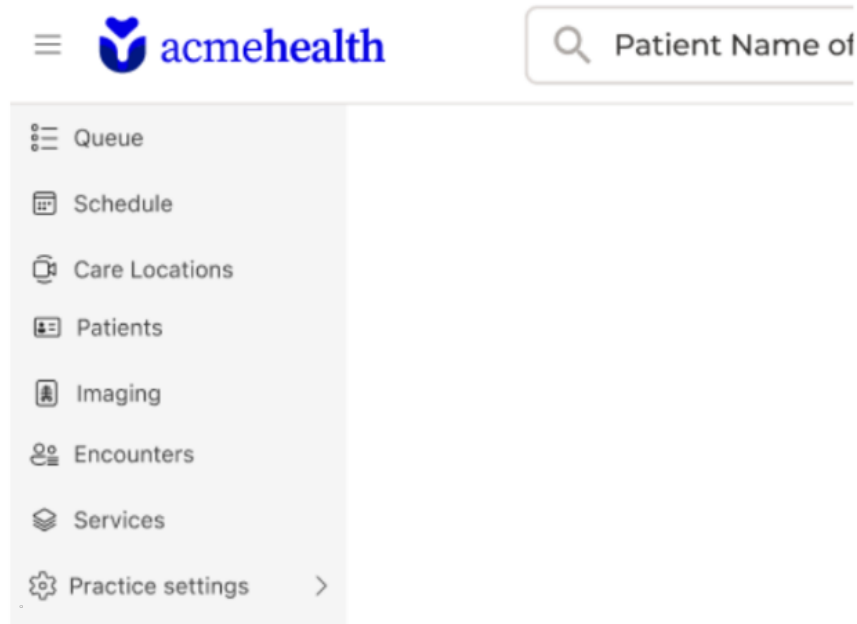 acmehealth
Patient Name of
Queue
Schedule
Care Locations
Patients
Imaging
Encounters
Services
Practice settings